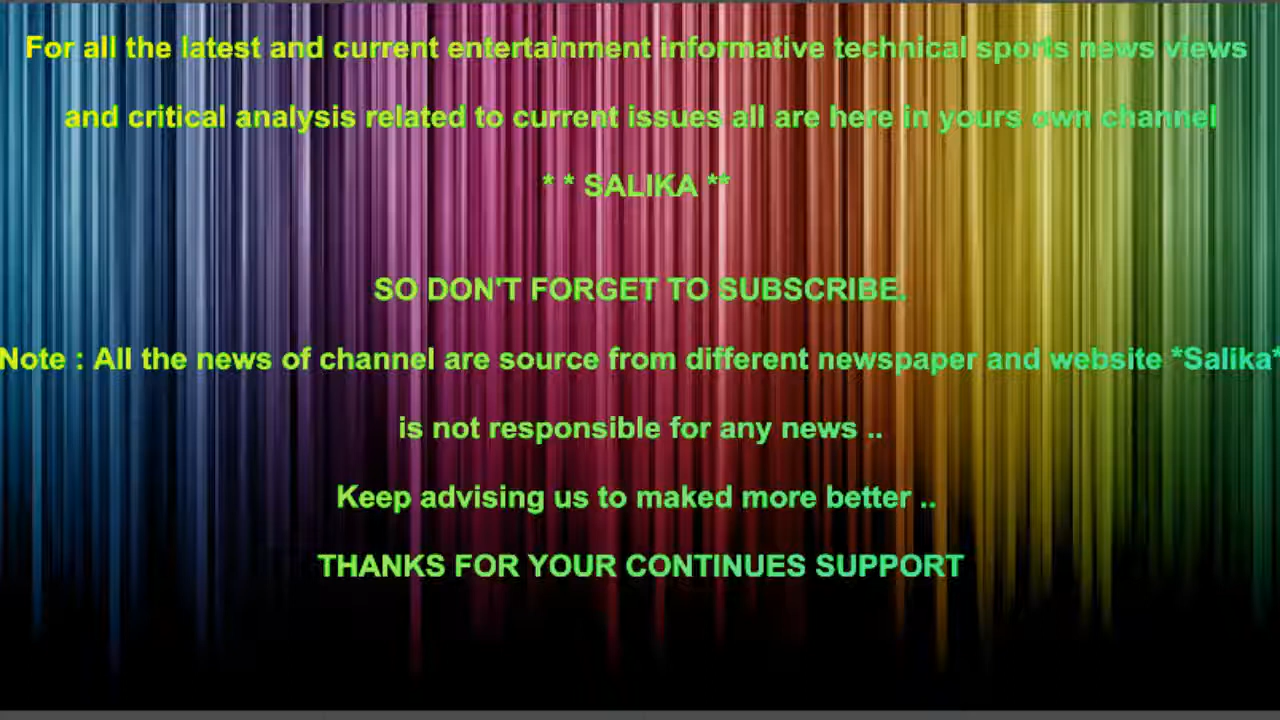 For all the latest and current entertainment informative technical sports news views
and critical analysis related to current issues all are here in yours own channel
* * SALIKA **
SO DON'T FORGET TO SUBSCRIBE.
Note : All the news of channel are source from different newspaper and website *Salika*
is not responsible for any news ..
Keep advising us to maked more better ..
THANKS FOR YOUR CONTINUES SUPPORT